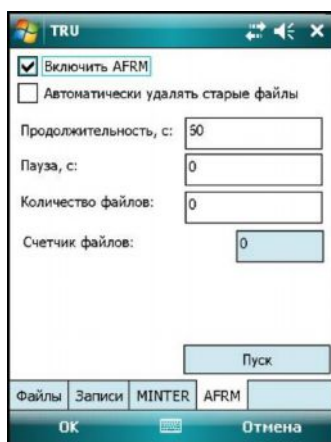 TRU
Включить AFRM
Автоматически удалять старые файлы
Продолжительность, с: 50
Пауза, с: 0
Количество файлов: 0
Счетчик файлов: 0
Пуск
Файлы Записи MINTER AFRM
OK Отмена